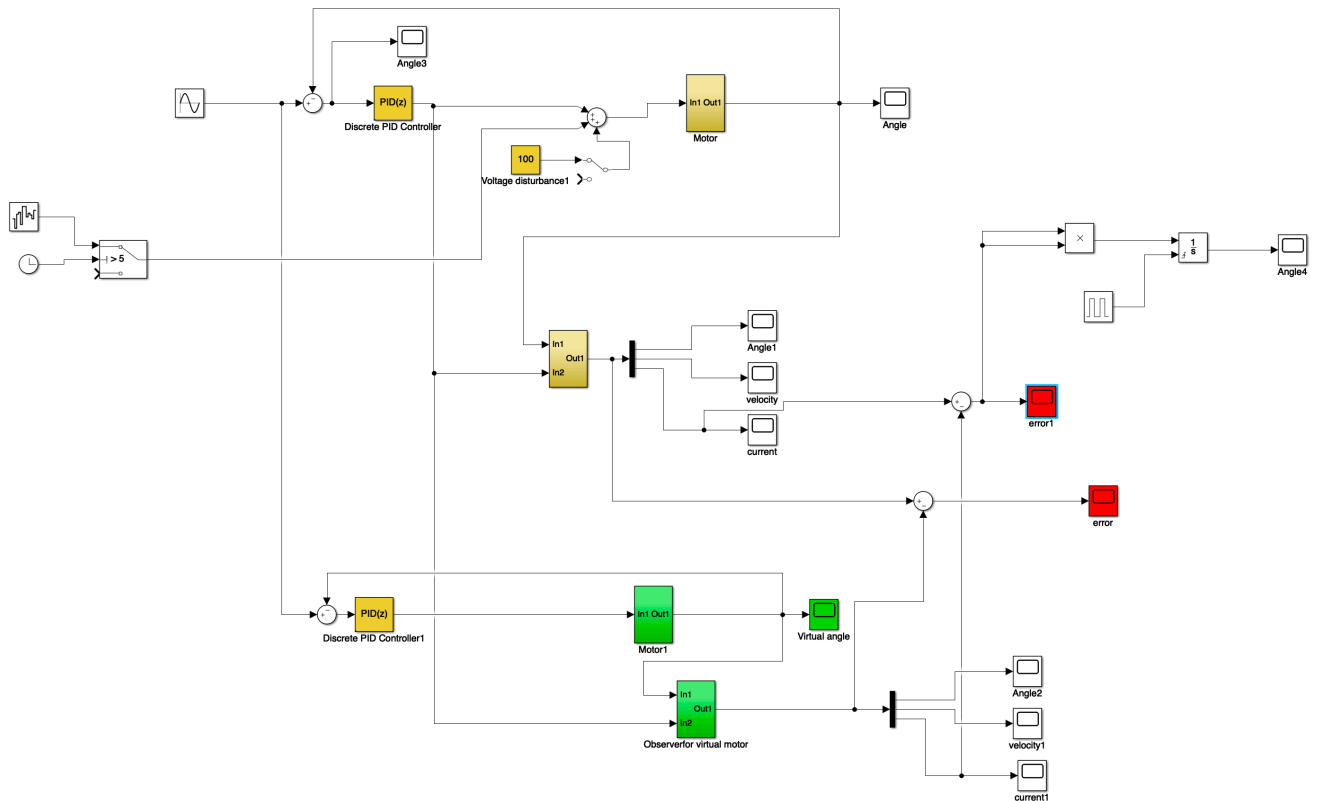 Angle3
PID(z)
Discrete PID Controller
+
−
+
+
+
In1 Out1
Motor
Angle
100
Voltage disturbance1
> 5
×
1
s
Angle4
In1
Out1
In2
Angle1
velocity
current
+
−
error1
+
−
error
+
−
PID(z)
Discrete PID Controller1
In1 Out1
Motor1
Virtual angle
In1
Out1
In2
Observerfor virtual motor
Angle2
velocity1
current1